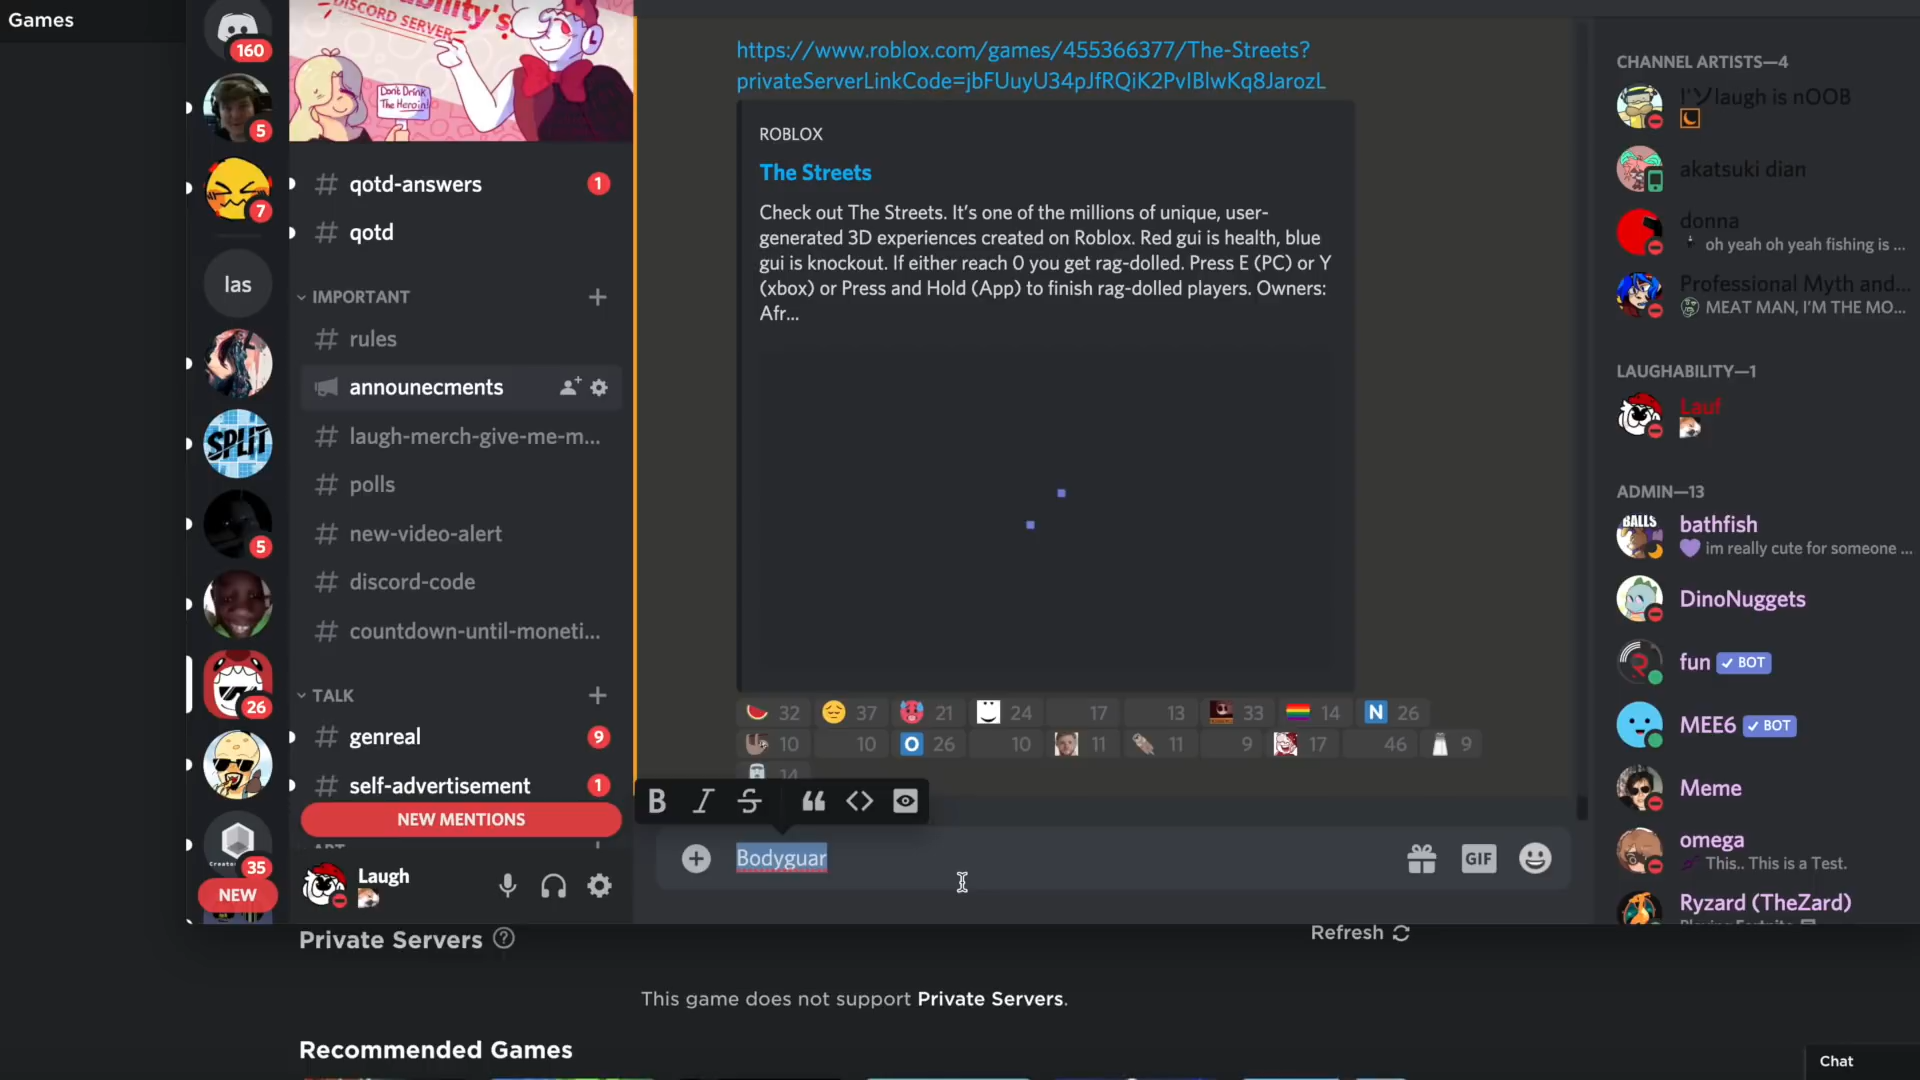 Games
160
5
7
las
5
26
35
NEW
ability's
DISCORD SERVER
Don't Drink
The Heroin!
qotd-answers
1
qotd
IMPORTANT
rules
announecments
laugh-merch-give-me-m...
polls
new-video-alert
discord-code
countdown-until-moneti...
TALK
genreal
9
self-advertisement
1
NEW MENTIONS
Laugh
https://www.roblox.com/games/455366377/The-Streets?
privateServerLinkCode=jbFUuyU34pJfRQiK2PvIBlwKq8JarozL
ROBLOX
The Streets
Check out The Streets. It's one of the millions of unique, user-
generated 3D experiences created on Roblox. Red gui is health, blue
gui is knockout. If either reach 0 you get rag-dolled. Press E (PC) or Y
(xbox) or Press and Hold (App) to finish rag-dolled players. Owners:
Afr...
32 37 21 24 17 13 33 14 N 26
10 10 O 26 10 11 11 9 17 46 9
14
B I S
Bodyguar
GIF
CHANNEL ARTISTS—4
laugh is nOOB
akatsuki dian
donna
oh yeah oh yeah fishing is ...
Professional Myth and...
MEAT MAN, I'M THE MO...
LAUGHABILITY—1
Lauf
ADMIN—13
BALLS
bathfish
im really cute for someone ...
DinoNuggets
fun BOT
MEE6 BOT
Meme
omega
This.. This is a Test.
Ryzard (TheZard)
SPLIT
Private Servers
Refresh
This game does not support Private Servers.
Recommended Games
Chat